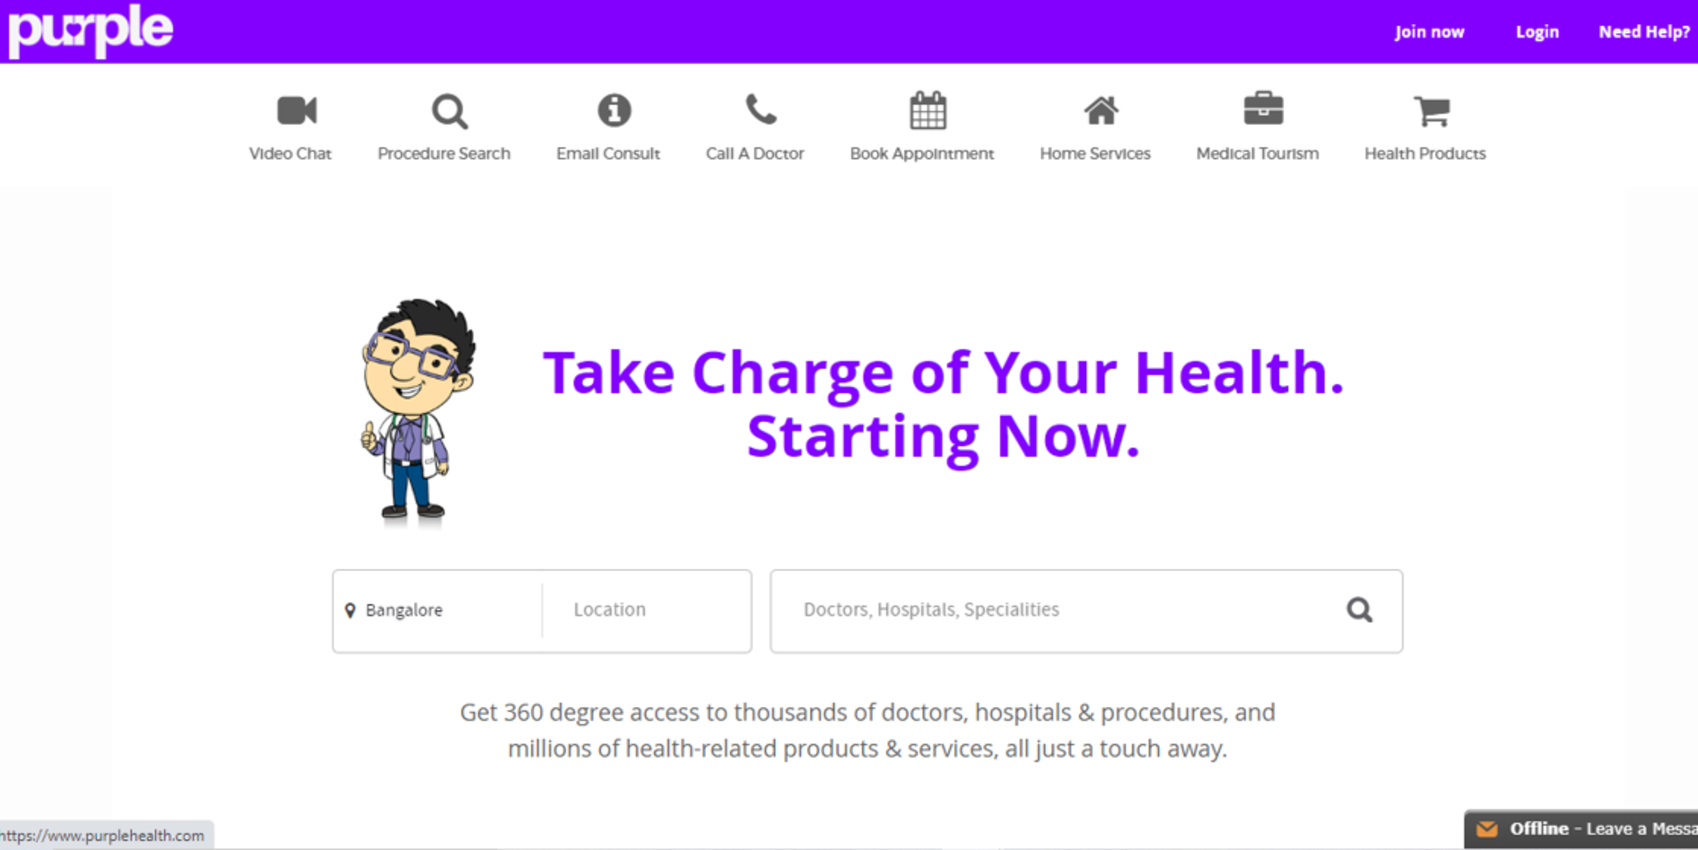 purple
Join now Login Need Help?
Video Chat Procedure Search Email Consult Call A Doctor Book Appointment Home Services Medical Tourism Health Products
Take Charge of Your Health.
Starting Now.
Bangalore Location Doctors, Hospitals, Specialities
Get 360 degree access to thousands of doctors, hospitals & procedures, and
millions of health-related products & services, all just a touch away.
https://www.purplehealth.com
Offline - Leave a Messa